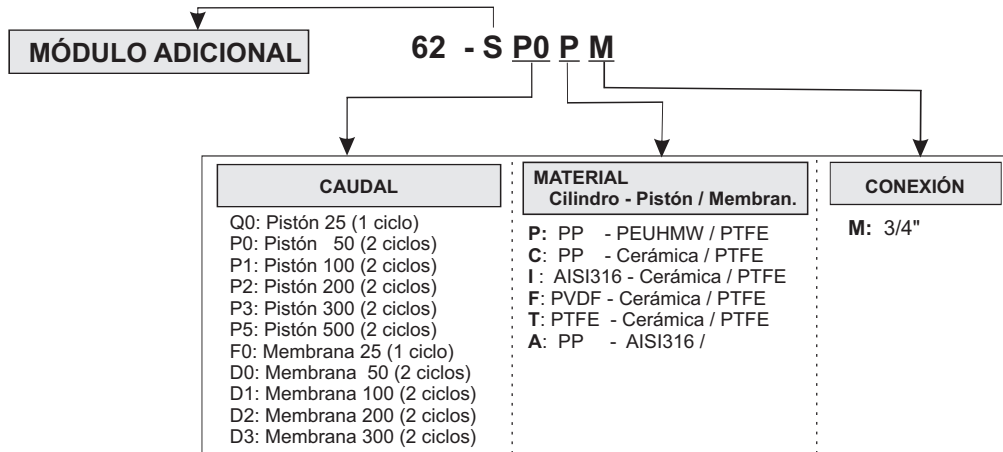 MÓDULO ADICIONAL
62 - S P0 P M
CAUDAL
Q0: Pistón 25 (1 ciclo)
P0: Pistón 50 (2 ciclos)
P1: Pistón 100 (2 ciclos)
P2: Pistón 200 (2 ciclos)
P3: Pistón 300 (2 ciclos)
P5: Pistón 500 (2 ciclos)
F0: Membrana 25 (1 ciclo)
D0: Membrana 50 (2 ciclos)
D1: Membrana 100 (2 ciclos)
D2: Membrana 200 (2 ciclos)
D3: Membrana 300 (2 ciclos)
MATERIAL
Cilindro - Pistón / Membran.
P: PP - PEUHMW / PTFE
C: PP - Cerámica / PTFE
I : AISI316 - Cerámica / PTFE
F: PVDF - Cerámica / PTFE
T: PTFE - Cerámica / PTFE
A: PP - AISI316 /
CONEXIÓN
M: 3/4"